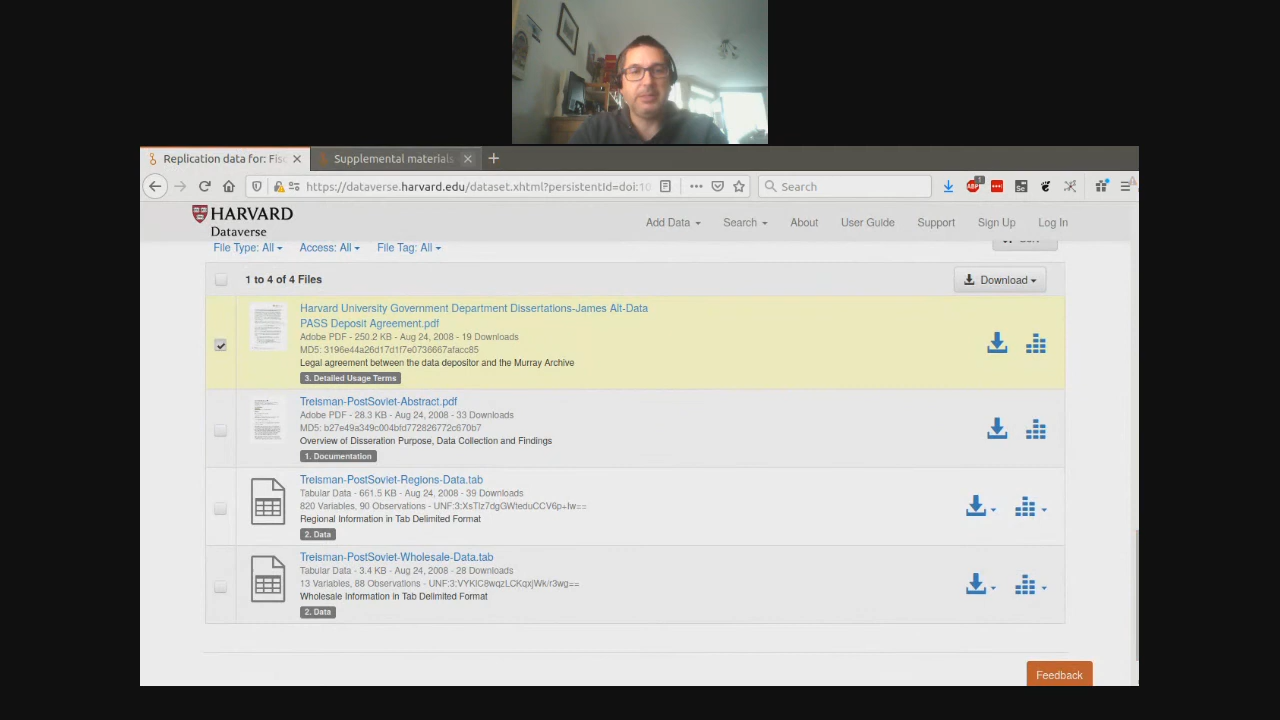 Replication data for: Fisc
Supplemental materials
https://dataverse.harvard.edu/dataset.xhtml?persistentId=doi:10
Search
HARVARD
Dataverse
Add Data
Search
About
User Guide
Support
Sign Up
Log In
File Type: All
Access: All
File Tag: All
1 to 4 of 4 Files
Download
Harvard University Government Department Dissertations-James Alt-Data
PASS Deposit Agreement.pdf
Adobe PDF - 250.2 KB - Aug 24, 2008 - 19 Downloads
MD5: 3196e44a26d17d1f7e0736667afacc85
Legal agreement between the data depositor and the Murray Archive
3. Detailed Usage Terms
Treisman-PostSoviet-Abstract.pdf
Adobe PDF - 28.3 KB - Aug 24, 2008 - 33 Downloads
MD5: b27e49a349c004bfd772826772c670b7
Overview of Disseration Purpose, Data Collection and Findings
1. Documentation
Treisman-PostSoviet-Regions-Data.tab
Tabular Data - 661.5 KB - Aug 24, 2008 - 39 Downloads
820 Variables, 90 Observations -
Regional Information in Tab Delimited Format
2. Data
Treisman-PostSoviet-Wholesale-Data.tab
Tabular Data - 3.4 KB - Aug 24, 2008 - 28 Downloads
13 Variables, 88 Observations -
Wholesale Information in Tab Delimited Format
2. Data
Feedback